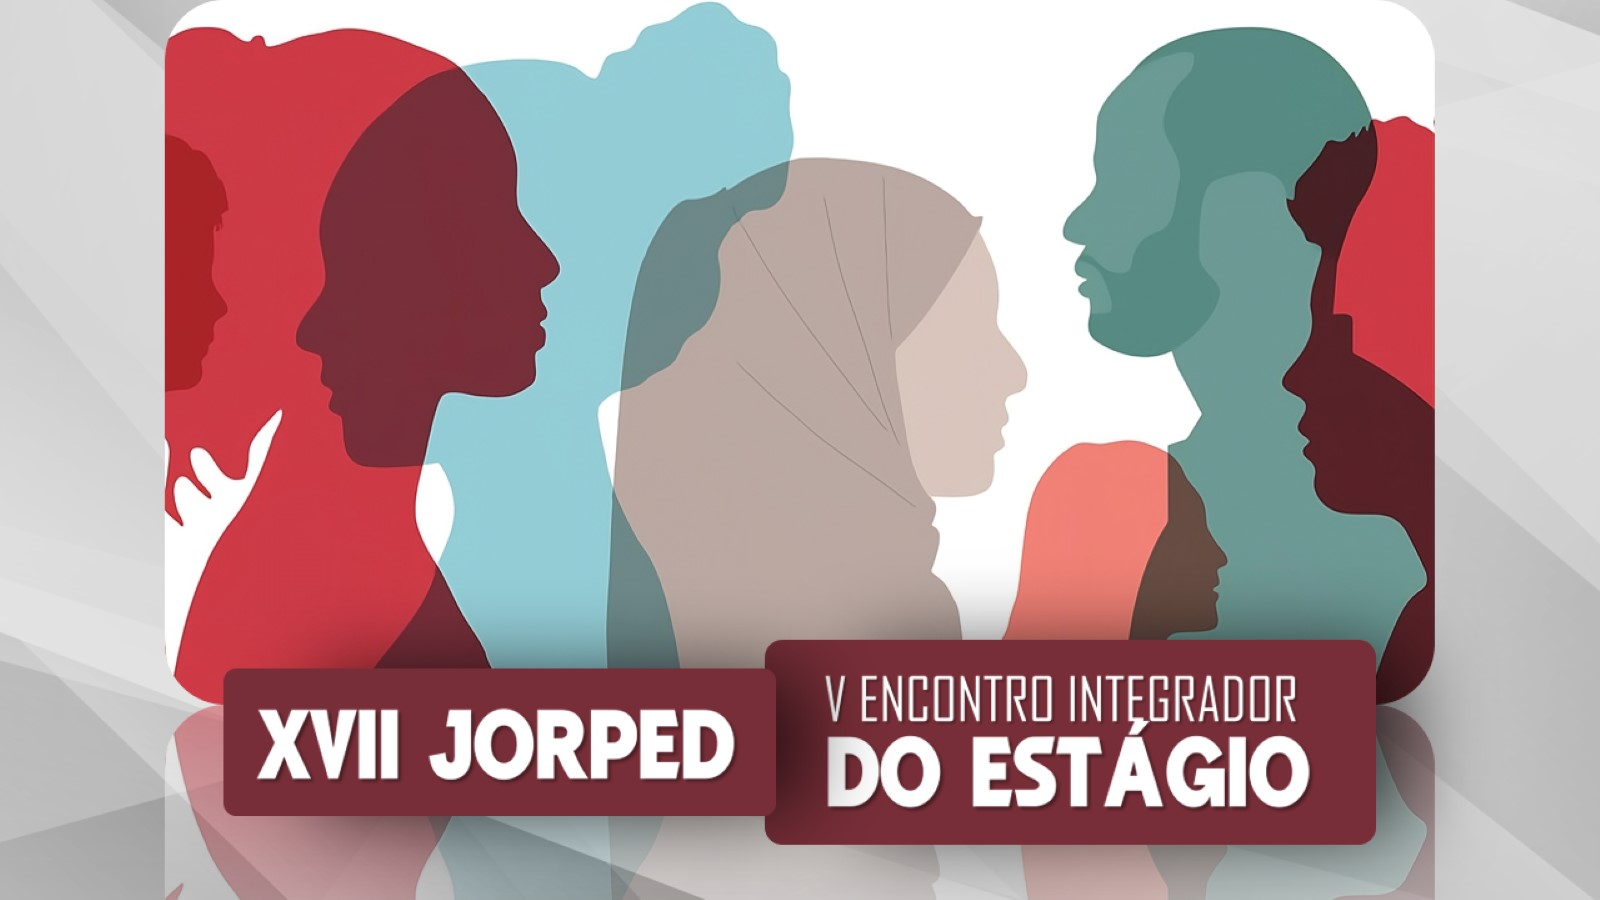 XVII JORPED
V ENCONTRO INTEGRADOR
DO ESTÁGIO